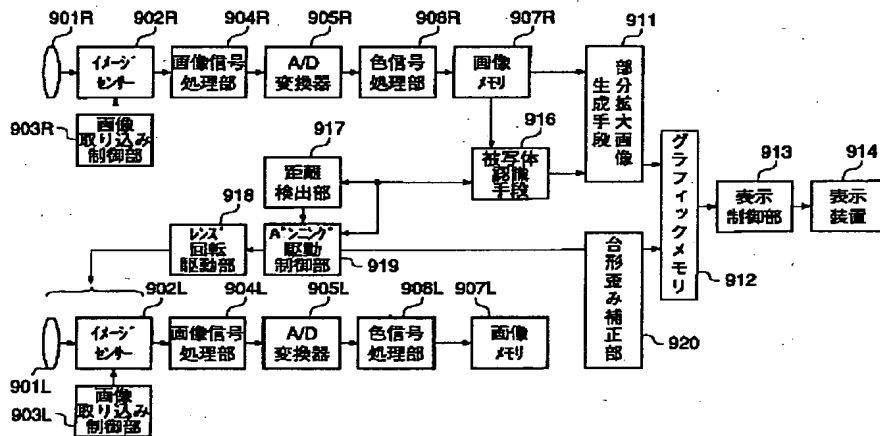 901R
902R
904R
905R
906R
907R
911
イメージ
センサー
画像信号
処理部
A/D
変換器
色信号
処理部
画像
メモリ
部分拡大画像
生成手段
903R
画像
取り込み
制御部
917
916
距離
検出部
被写体
認識
手段
グラフィックメモリ
913
914
表示
制御部
表示
装置
918
レンズ
回転
駆動部
パンニング
駆動
制御部
919
台形歪み補正部
912
902L
904L
905L
906L
907L
イメージ
センサー
画像信号
処理部
A/D
変換器
色信号
処理部
画像
メモリ
920
901L
903L
画像
取り込み
制御部